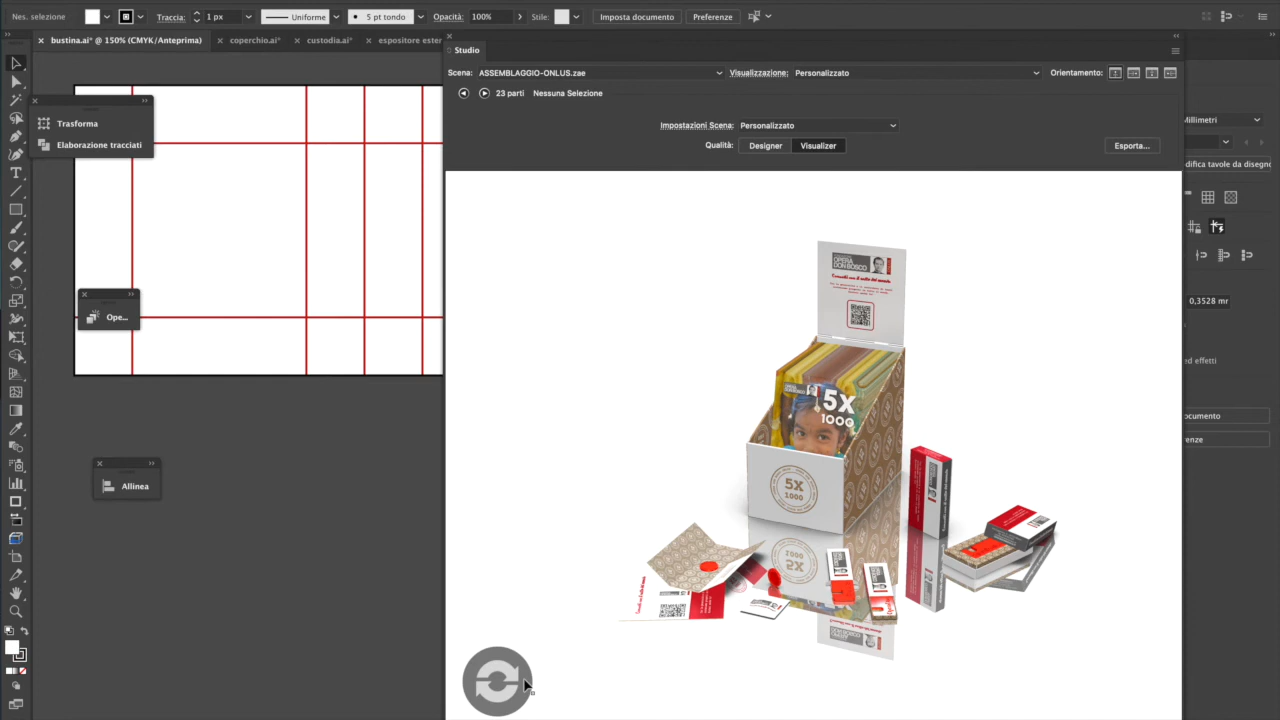 Nes. selezione
Traccia:
1 px
Uniforme
5 pt tondo
Opacità:
100%
Stile:
Imposta documento
Preferenze
bustina.ai* @ 150% (CMYK/Anteprima)
coperchio.ai*
custodia.ai*
espositore ester
Studio
Scena:
ASSEMBLAGGIO-ONLUS.zae
Visualizzazione:
Personalizzato
Orientamento:
23 parti
Nessuna Selezione
Impostazioni Scena:
Personalizzato
Qualità:
Designer
Visualizer
Esporta...
Trasforma
Elaborazione tracciati
Ope...
Allinea
Millimetri
difica tavole da disegno
0,3528 mr
ed effetti
ocumento
renze
OPERA
DON BOSCO
5X
1000
5X
1000